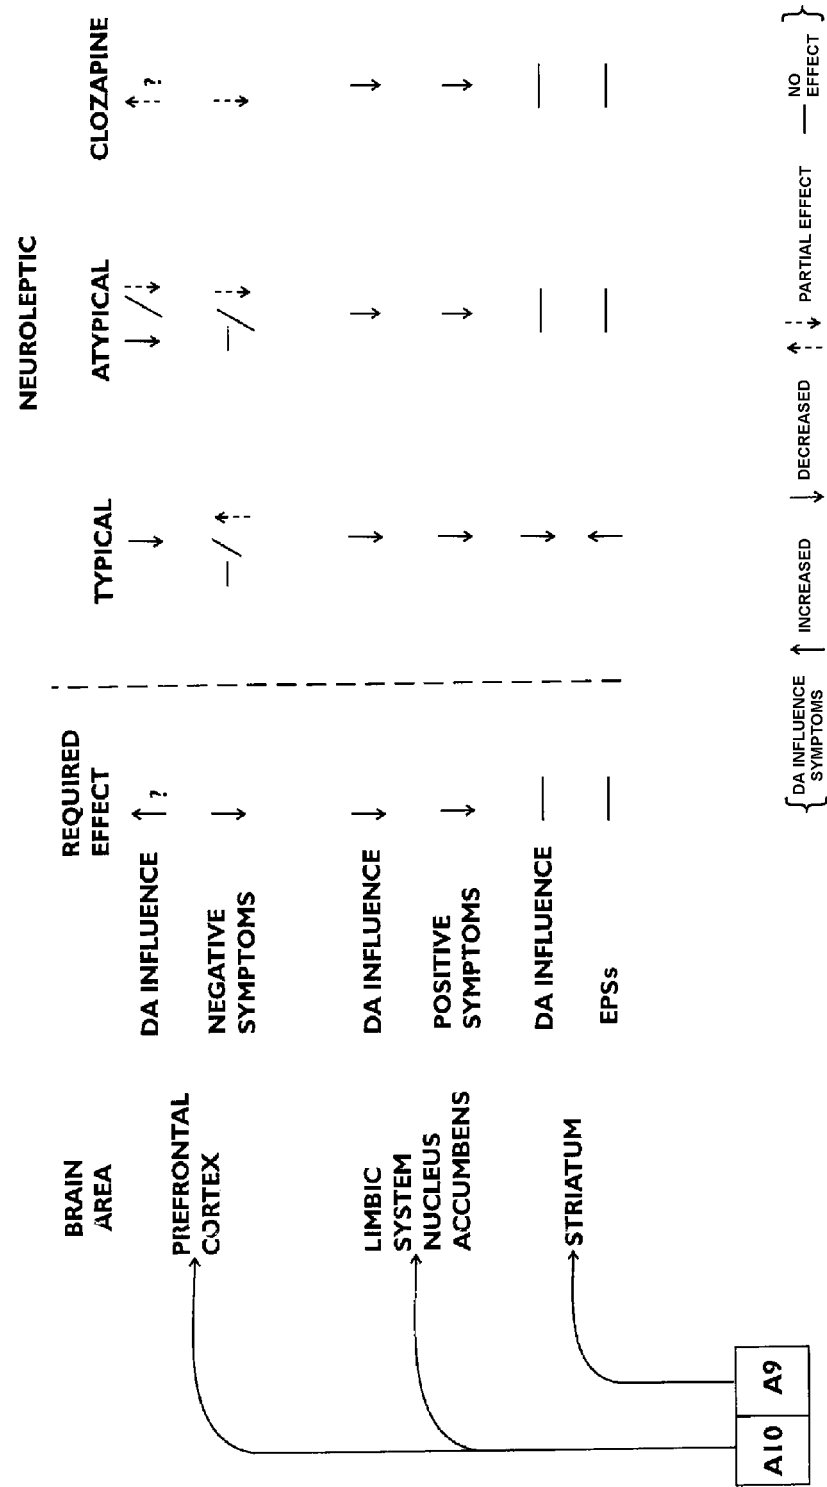 NEUROLEPTIC
BRAIN
AREA
REQUIRED
EFFECT
TYPICAL
ATYPICAL
CLOZAPINE
PREFRONTAL
CORTEX
DA INFLUENCE
?
?
NEGATIVE
SYMPTOMS
LIMBIC
SYSTEM
NUCLEUS
ACCUMBENS
DA INFLUENCE
POSITIVE
SYMPTOMS
STRIATUM
DA INFLUENCE
EPSs
A10
A9
DA INFLUENCE
SYMPTOMS
INCREASED
DECREASED
PARTIAL EFFECT
NO
EFFECT